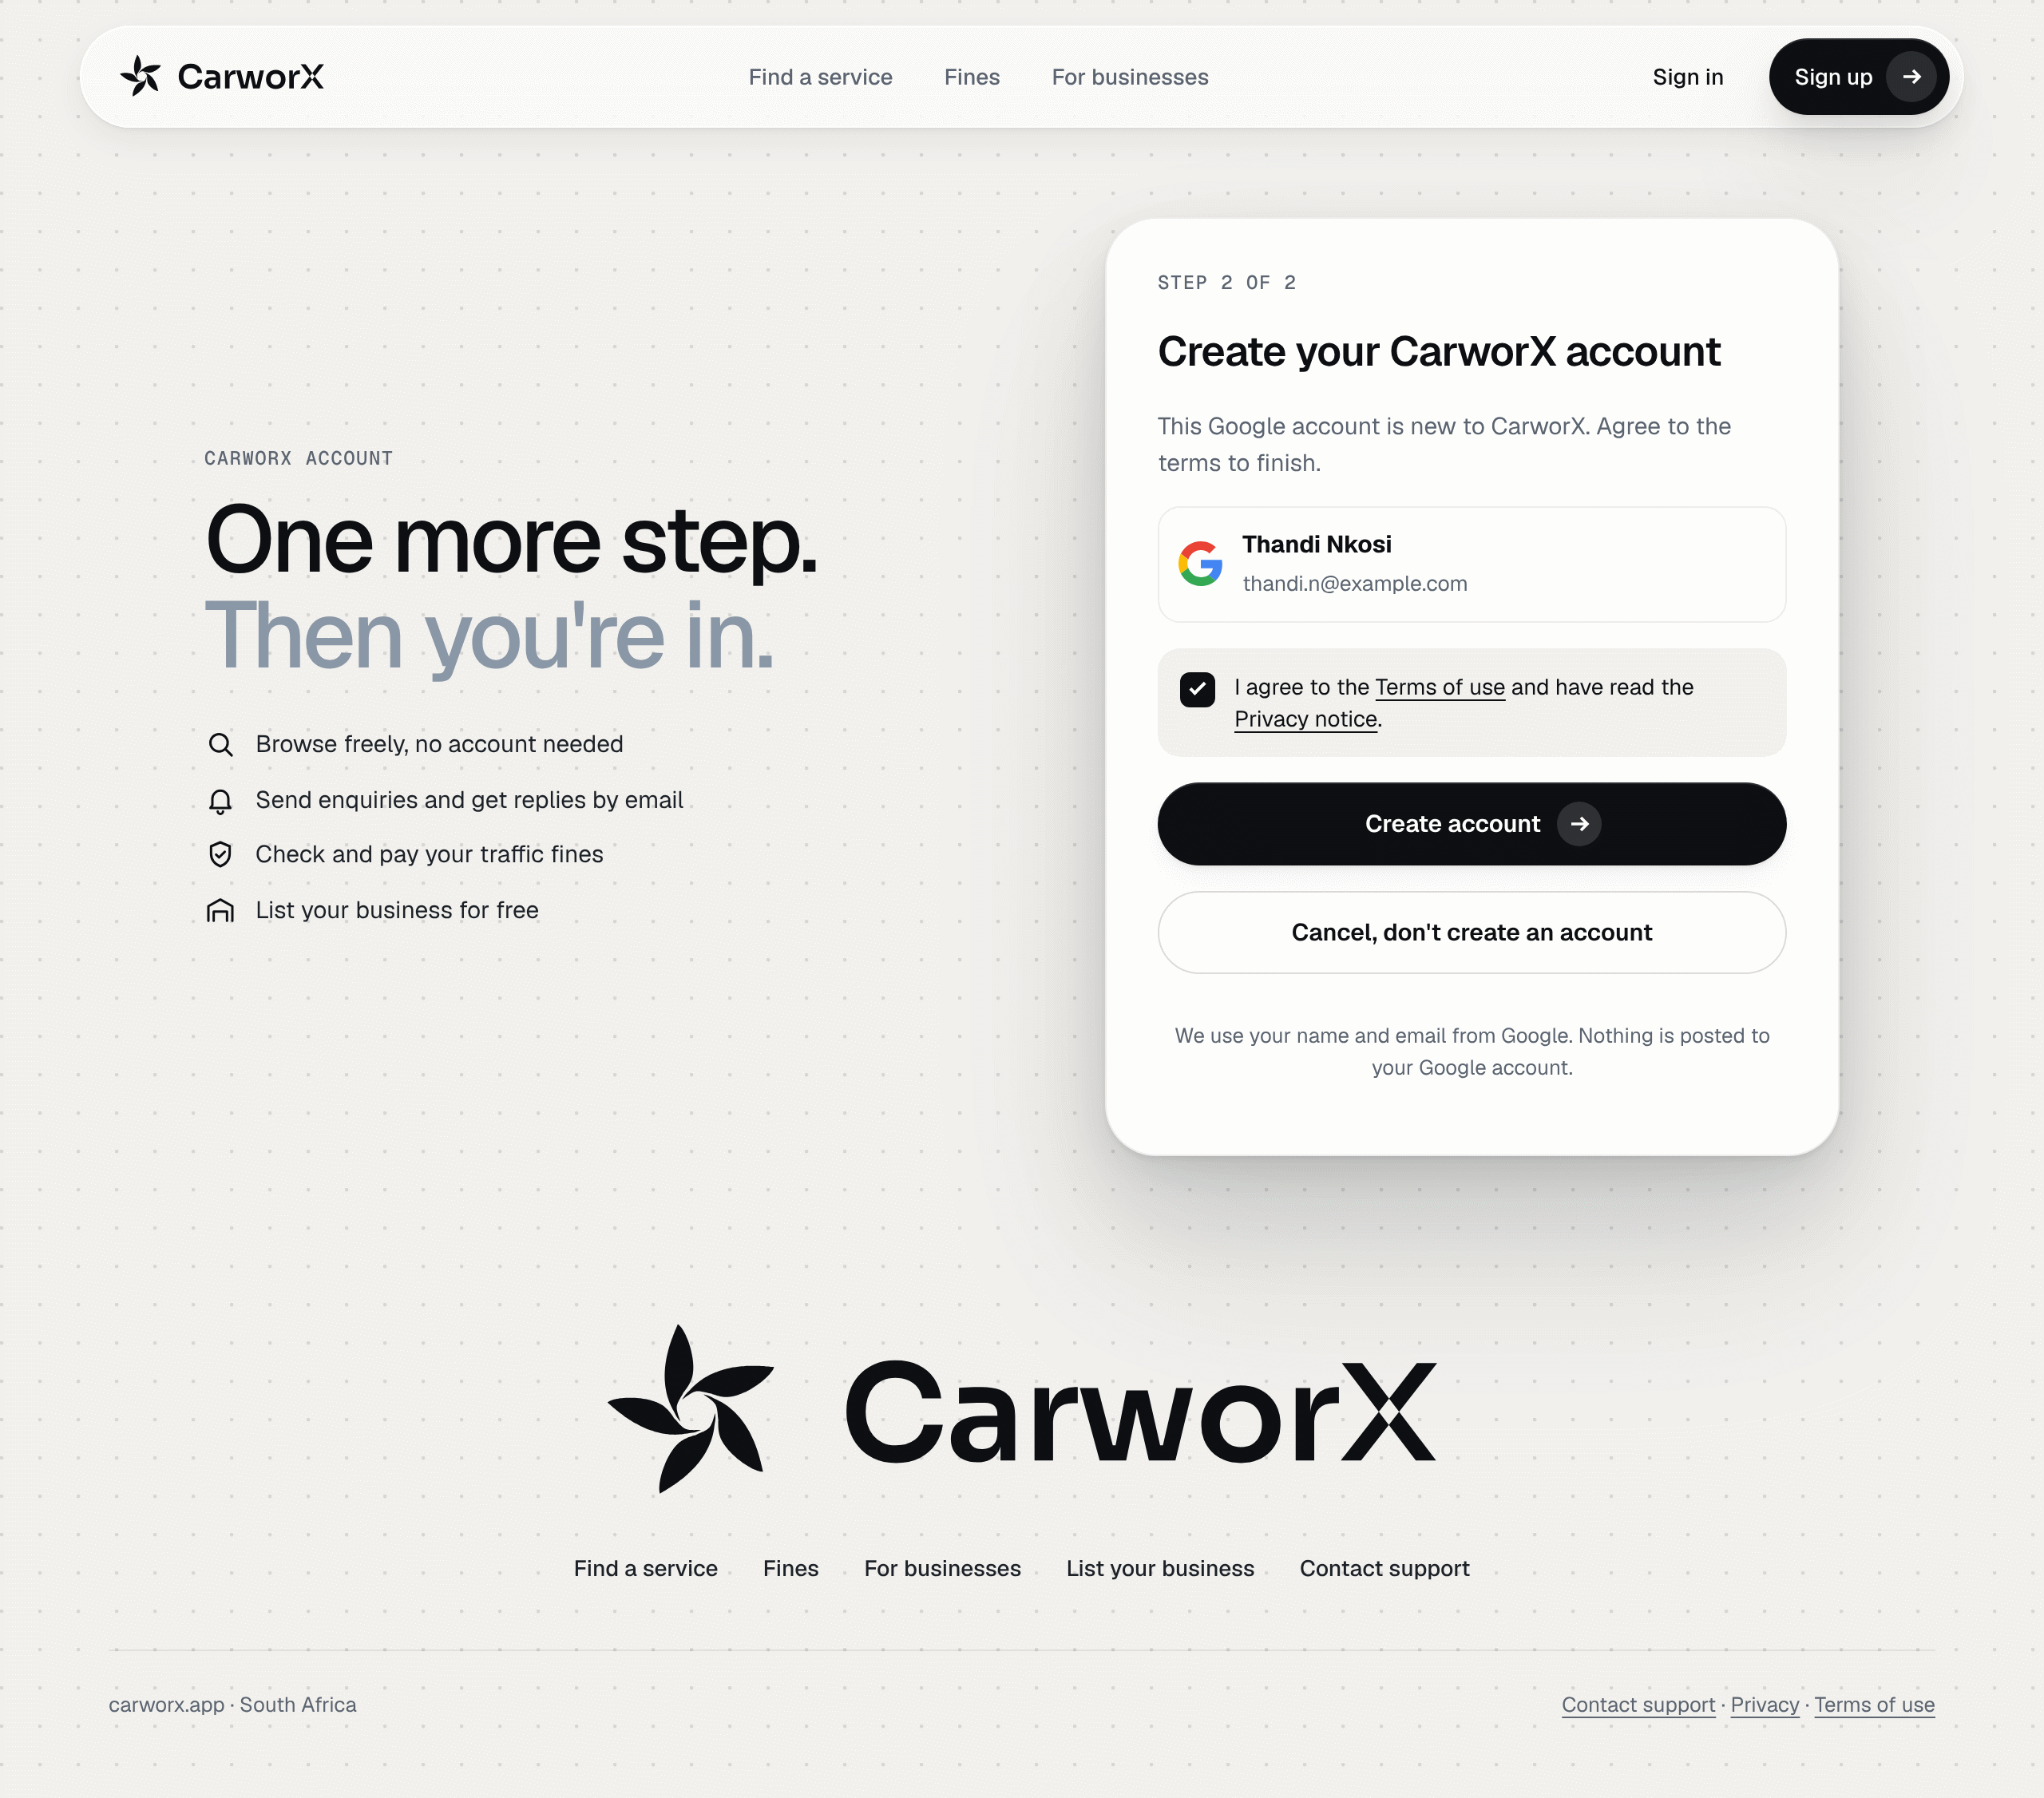 CarworX
Find a service
Fines
For businesses
Sign in
Sign up
CARWORX ACCOUNT
One more step.
Then you're in.
Browse freely, no account needed
Send enquiries and get replies by email
Check and pay your traffic fines
List your business for free
STEP 2 OF 2
Create your CarworX account
This Google account is new to CarworX. Agree to the
terms to finish.
Thandi Nkosi
thandi.n@example.com
I agree to the Terms of use and have read the
Privacy notice.
Create account
Cancel, don't create an account
We use your name and email from Google. Nothing is posted to
your Google account.
CarworX
Find a service
Fines
For businesses
List your business
Contact support
carworx.app · South Africa
Contact support · Privacy · Terms of use